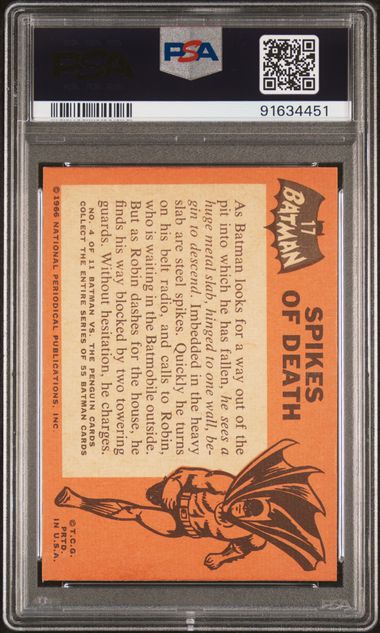 PSA
PSA
91634451
17
BATMAN
SPIKES
OF DEATH
As Batman looks for a way out of the
pit into which he has fallen, he sees a
huge metal slab, hinged to one wall, be-
gin to descend. Imbedded in the heavy
slab are steel spikes. Quickly he turns
on his belt radio, and calls to Robin,
who is waiting in the Batmobile outside.
But as Robin dashes for the house, he
finds his way blocked by two towering
guards. Without hesitation, he charges.
NO. 4 OF 11 BATMAN VS. THE PENGUIN CARDS
COLLECT THE ENTIRE SERIES OF 55 BATMAN CARDS
©1966 NATIONAL PERIODICAL PUBLICATIONS, INC.
©T.C.G.
PRTD.
IN U.S.A.